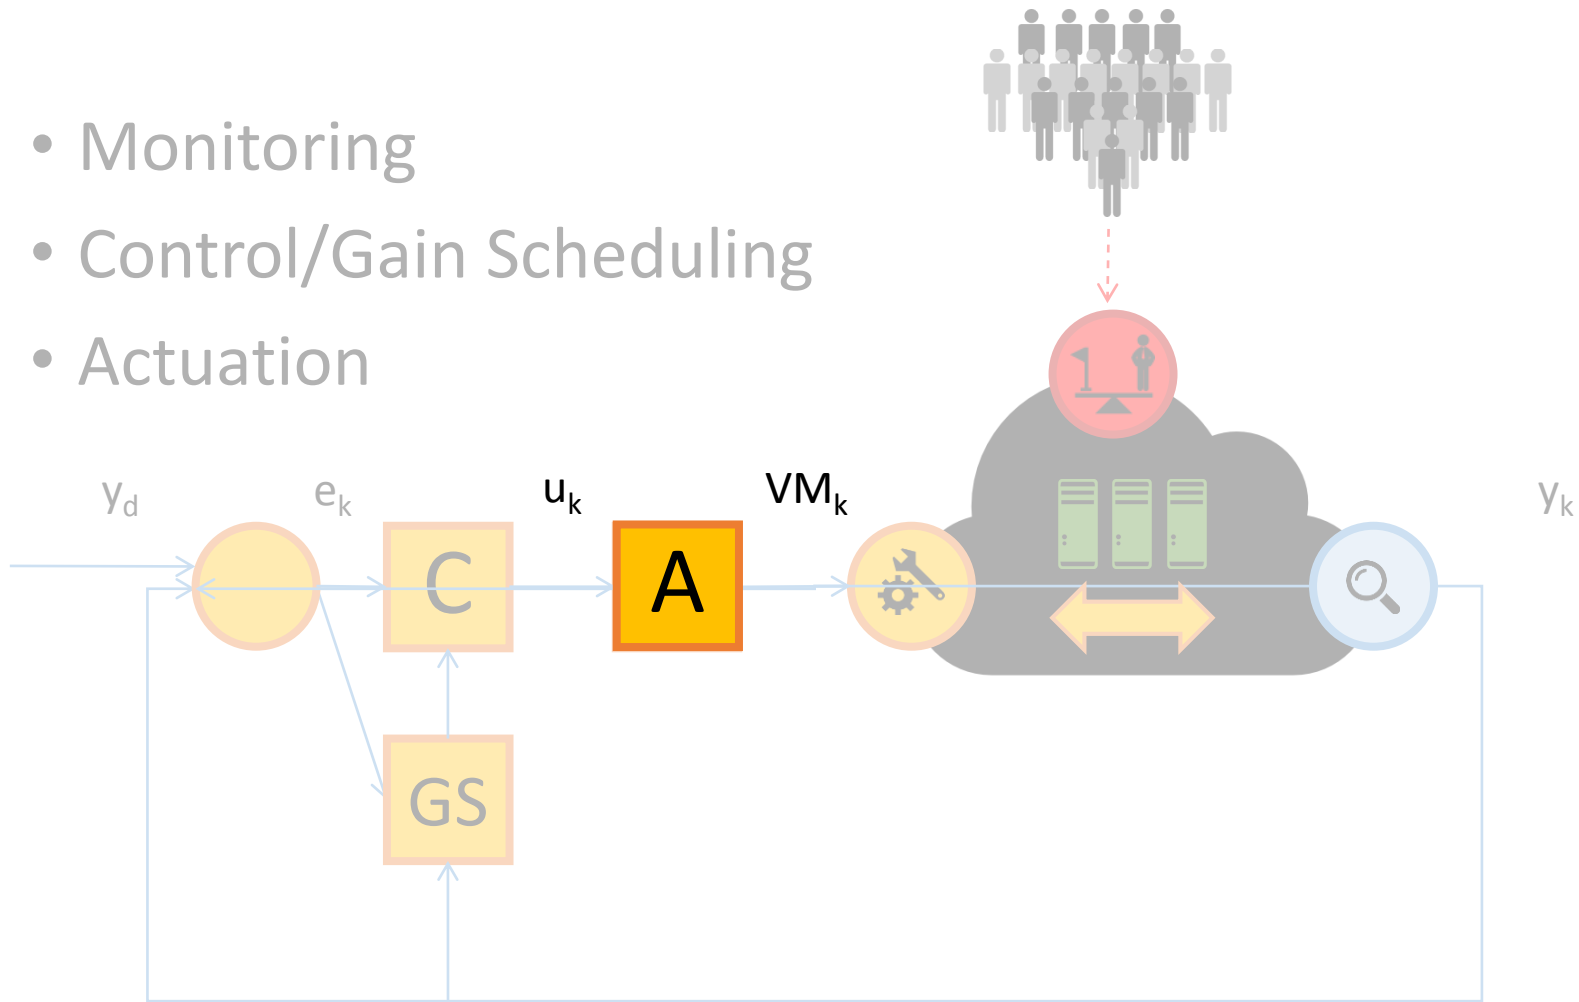 • Monitoring
• Control/Gain Scheduling
• Actuation
yd ek uk VMk yk
C A
GS